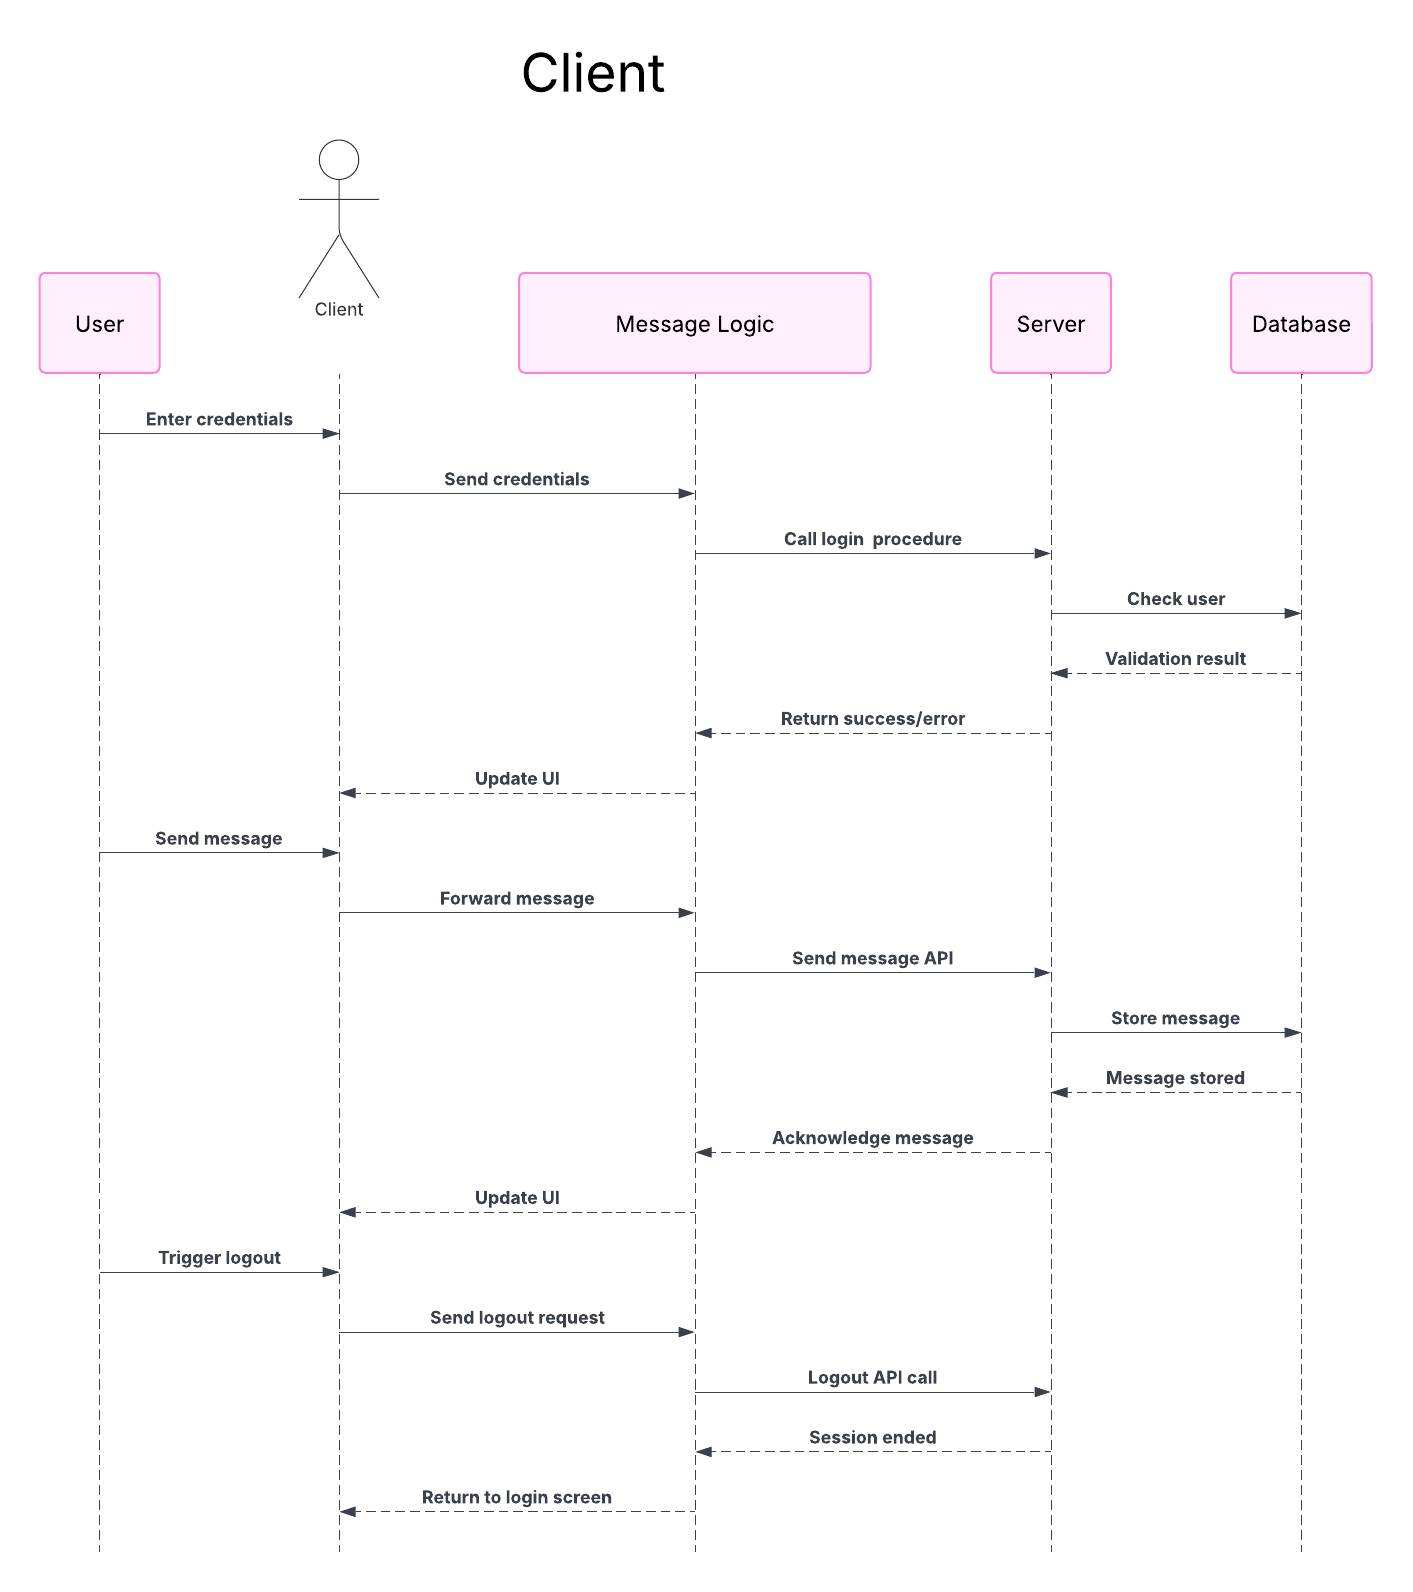 Client
Client
User
Message Logic
Server
Database
Enter credentials
Send credentials
Call login  procedure
Check user
Validation result
Return success/error
Update UI
Send message
Forward message
Send message API
Store message
Message stored
Acknowledge message
Update UI
Trigger logout
Send logout request
Logout API call
Session ended
Return to login screen